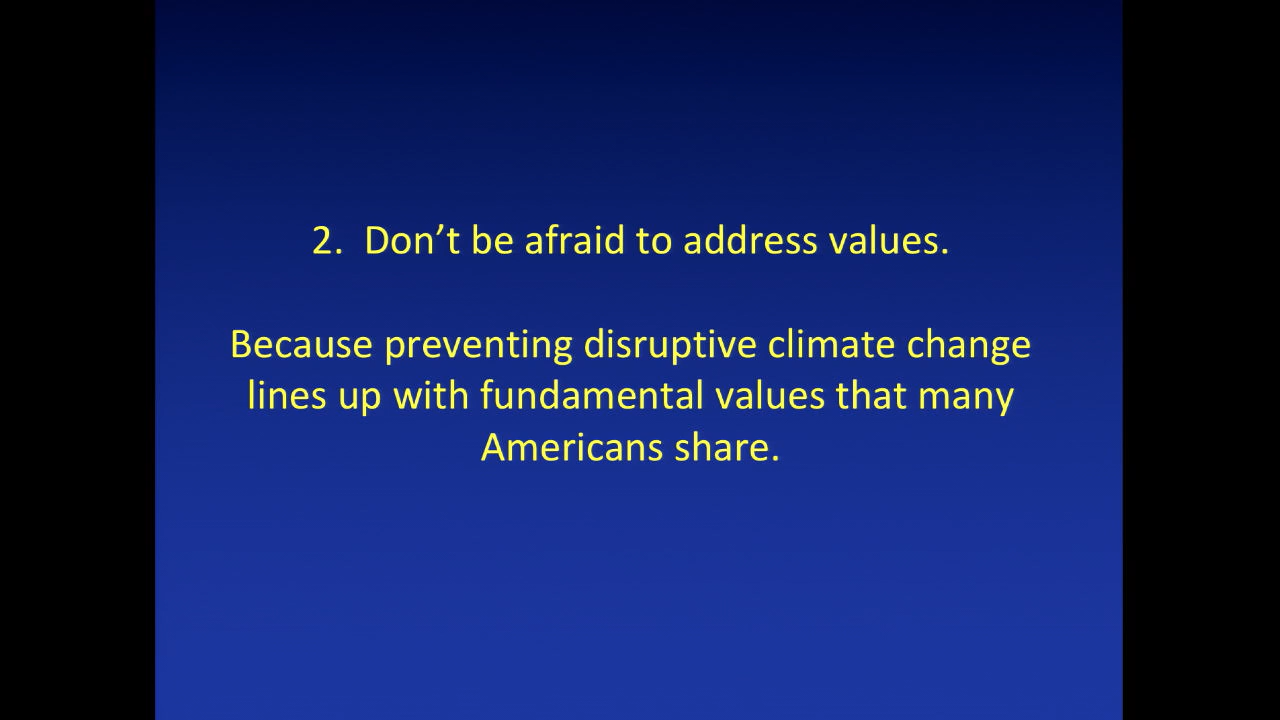 2.  Don’t be afraid to address values.
Because preventing disruptive climate change
lines up with fundamental values that many
Americans share.